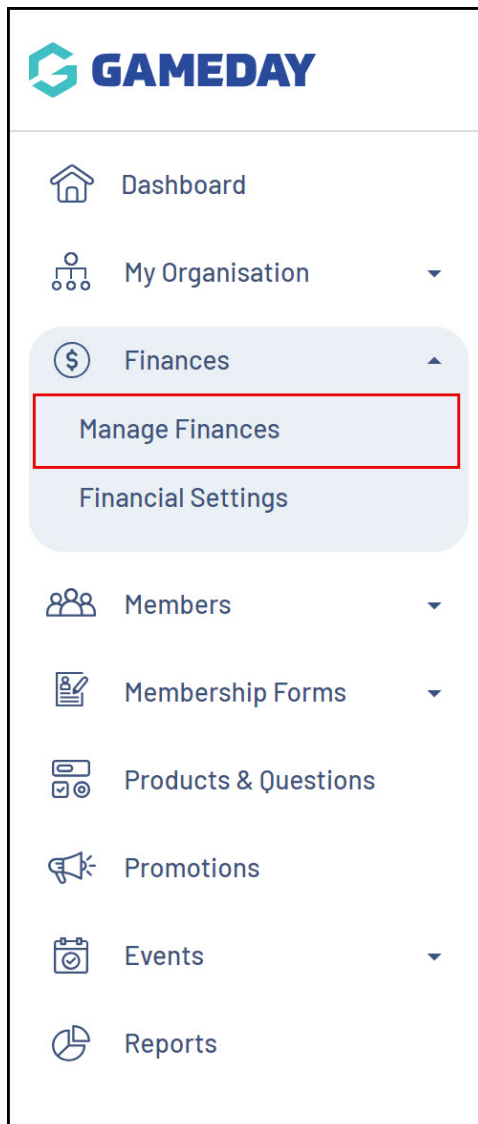 GAMEDAY
Dashboard
My Organisation
Finances
Manage Finances
Financial Settings
Members
Membership Forms
Products & Questions
Promotions
Events
Reports